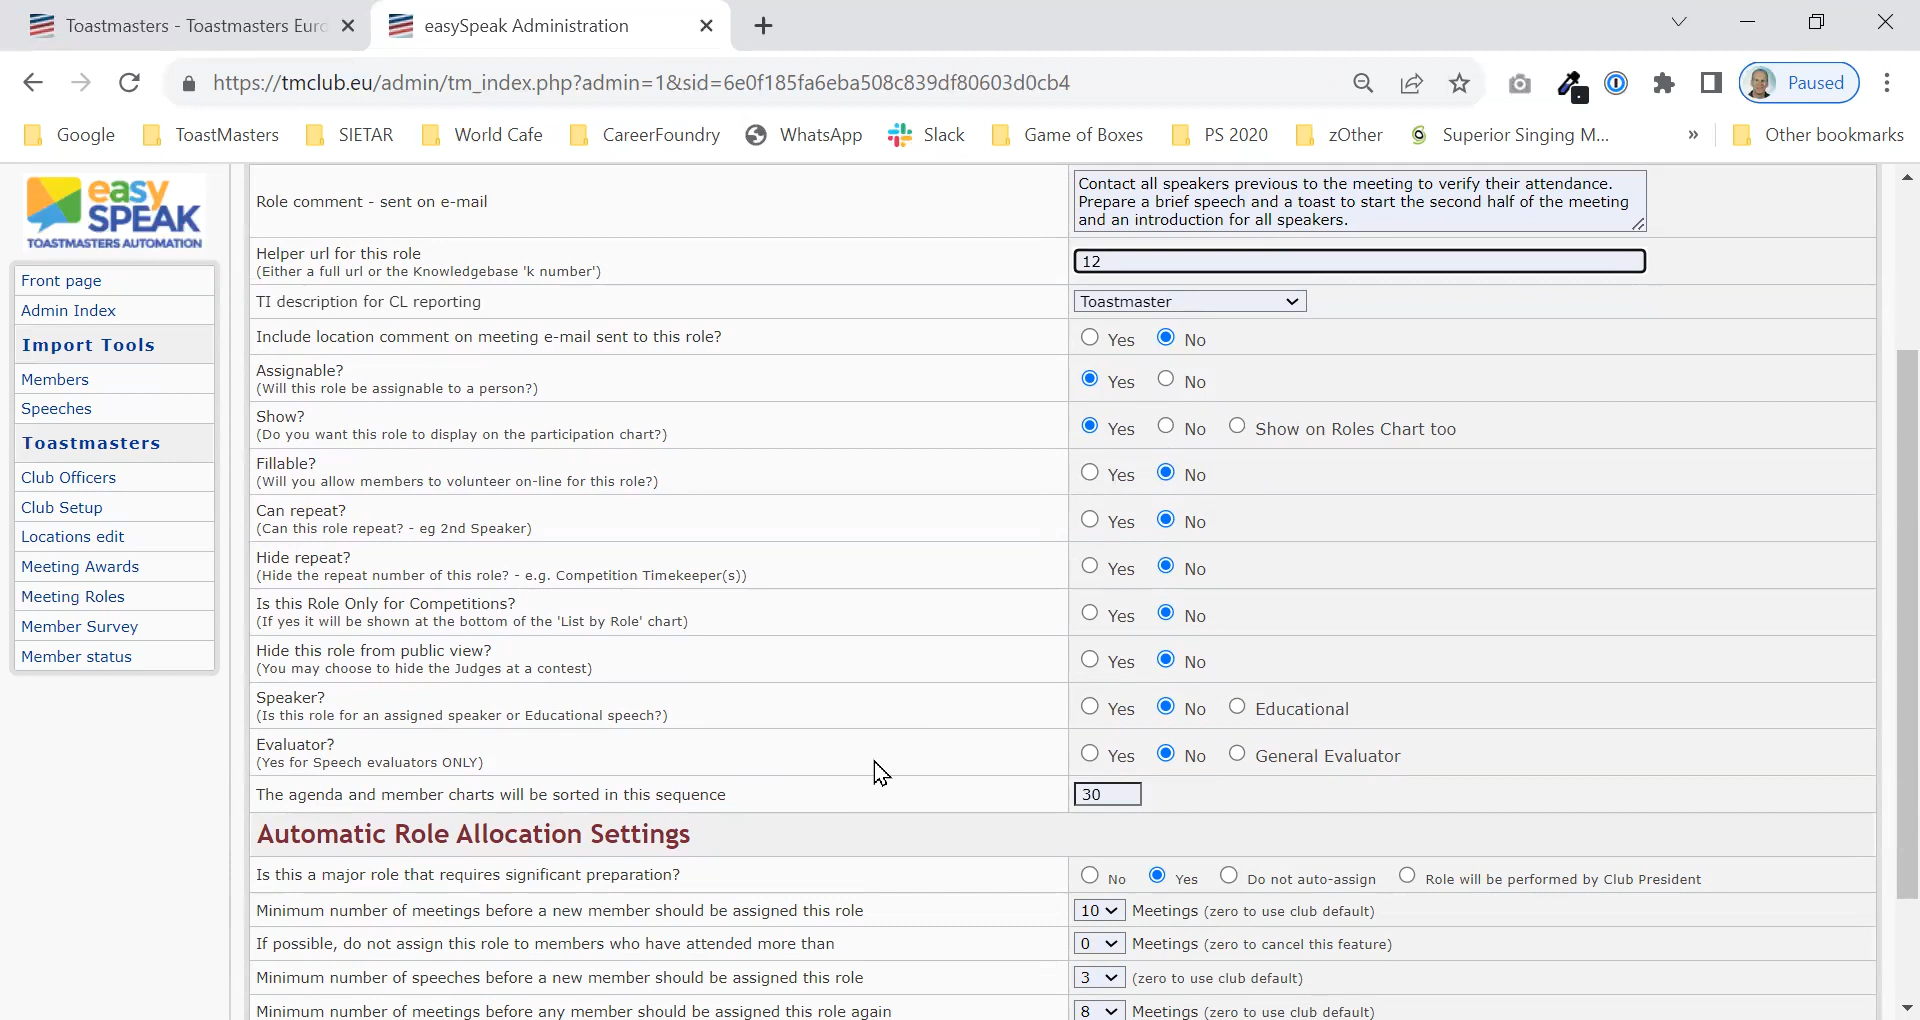 Toastmasters - Toastmasters Euro
easySpeak Administration
https://tmclub.eu/admin/tm_index.php?admin=1&sid=6e0f185fa6eba508c839df80603d0cb4
Paused
Google
ToastMasters
SIETAR
World Cafe
CareerFoundry
WhatsApp
Slack
Game of Boxes
PS 2020
zOther
Superior Singing M...
»
Other bookmarks
easy
SPEAK
TOASTMASTERS AUTOMATION
Front page
Admin Index
Import Tools
Members
Speeches
Toastmasters
Club Officers
Club Setup
Locations edit
Meeting Awards
Meeting Roles
Member Survey
Member status
Role comment - sent on e-mail
Contact all speakers previous to the meeting to verify their attendance.
Prepare a brief speech and a toast to start the second half of the meeting
and an introduction for all speakers.
Helper url for this role
(Either a full url or the Knowledgebase 'k number')
12
TI description for CL reporting
Toastmaster
Include location comment on meeting e-mail sent to this role?
Yes No
Assignable?
(Will this role be assignable to a person?)
Yes No
Show?
(Do you want this role to display on the participation chart?)
Yes No Show on Roles Chart too
Fillable?
(Will you allow members to volunteer on-line for this role?)
Yes No
Can repeat?
(Can this role repeat? - eg 2nd Speaker)
Yes No
Hide repeat?
(Hide the repeat number of this role? - e.g. Competition Timekeeper(s))
Yes No
Is this Role Only for Competitions?
(If yes it will be shown at the bottom of the 'List by Role' chart)
Yes No
Hide this role from public view?
(You may choose to hide the Judges at a contest)
Yes No
Speaker?
(Is this role for an assigned speaker or Educational speech?)
Yes No Educational
Evaluator?
(Yes for Speech evaluators ONLY)
Yes No General Evaluator
The agenda and member charts will be sorted in this sequence
30
Automatic Role Allocation Settings
Is this a major role that requires significant preparation?
No Yes Do not auto-assign Role will be performed by Club President
Minimum number of meetings before a new member should be assigned this role
10 Meetings (zero to use club default)
If possible, do not assign this role to members who have attended more than
0 Meetings (zero to cancel this feature)
Minimum number of speeches before a new member should be assigned this role
3 (zero to use club default)
Minimum number of meetings before any member should be assigned this role again
8 Meetings (zero to use club default)